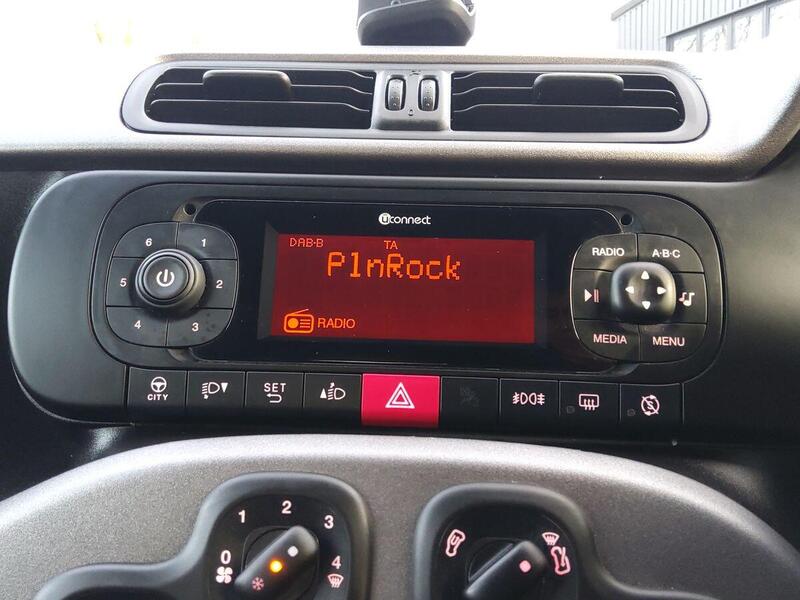 Uconnect
DAB-B TA
PlnRock
RADIO
6 1
5 2
4 3
RADIO A·B·C
MEDIA MENU
CITY
SET
0 1 2 3 4